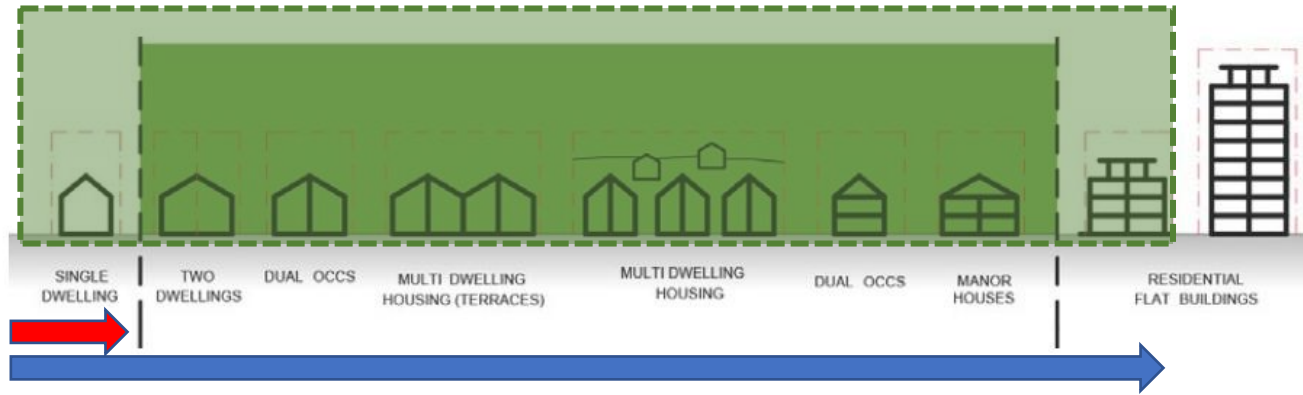 SINGLE
DWELLING
TWO
DWELLINGS
DUAL OCCS
MULTI DWELLING
HOUSING (TERRACES)
MULTI DWELLING
HOUSING
DUAL OCCS
MANOR
HOUSES
RESIDENTIAL
FLAT BUILDINGS